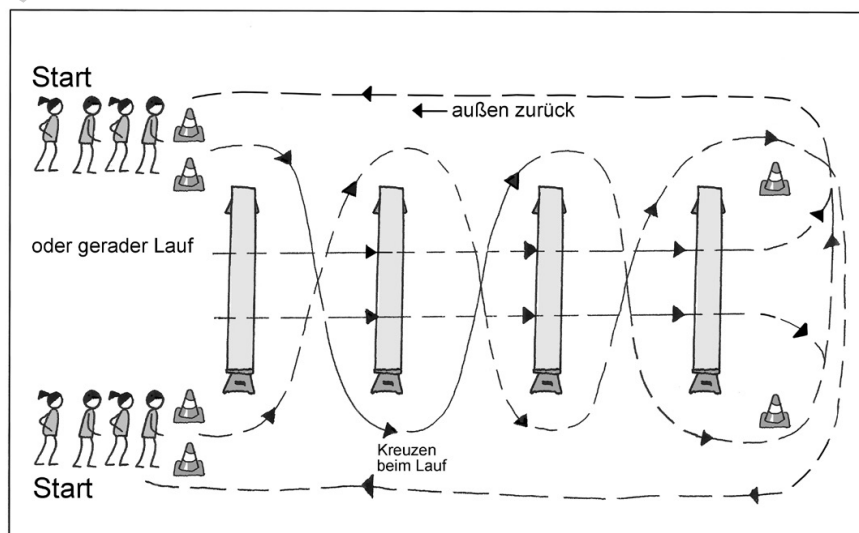 Start
außen zurück
oder gerader Lauf
Kreuzen
beim Lauf
Start